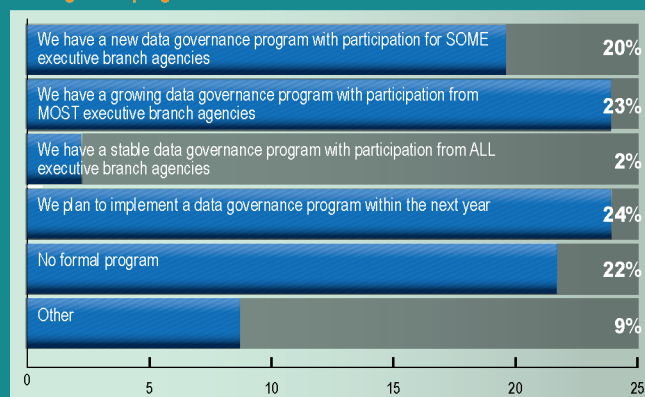 We have a new data governance program with participation for SOME
executive branch agencies
20%
We have a growing data governance program with participation from
MOST executive branch agencies
23%
We have a stable data governance program with participation from ALL
executive branch agencies
2%
We plan to implement a data governance program within the next year
24%
No formal program
22%
Other
9%
0 5 10 15 20 25